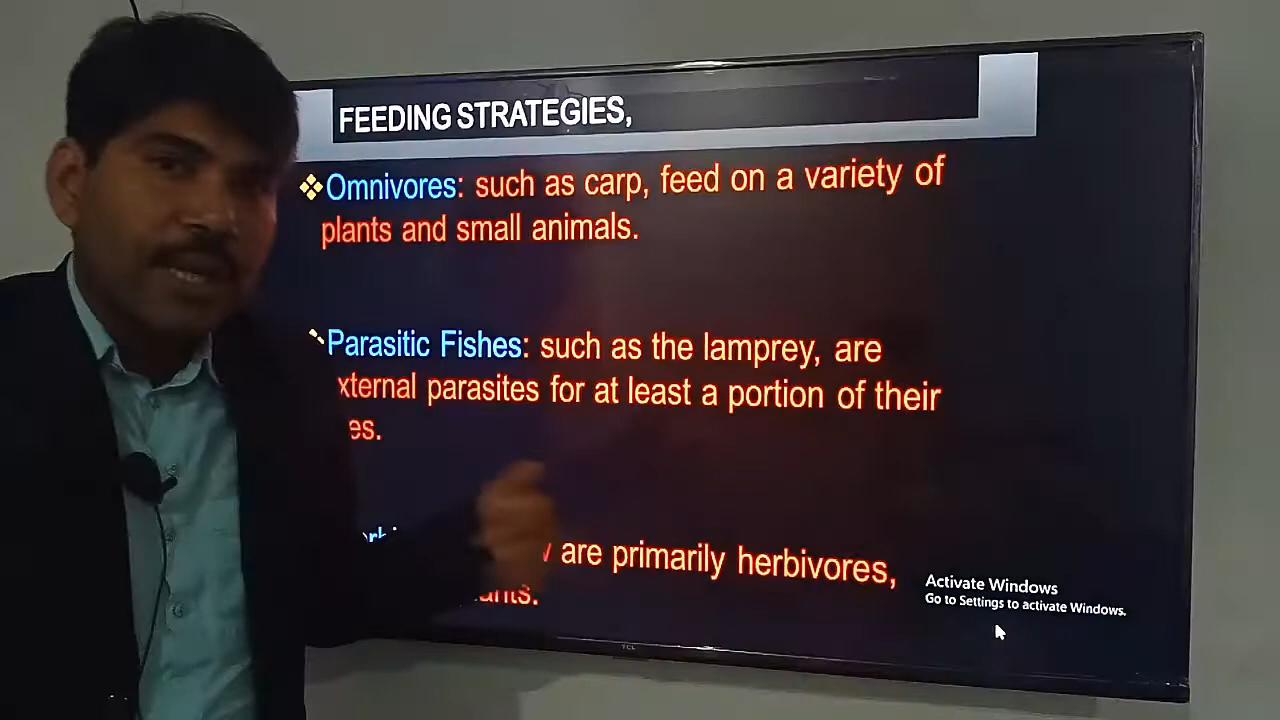 FEEDING STRATEGIES,
Omnivores: such as carp, feed on a variety of
plants and small animals.
Parasitic Fishes: such as the lamprey, are
xternal parasites for at least a portion of their
es.
are primarily herbivores,
Activate Windows
Go to Settings to activate Windows.
TCL